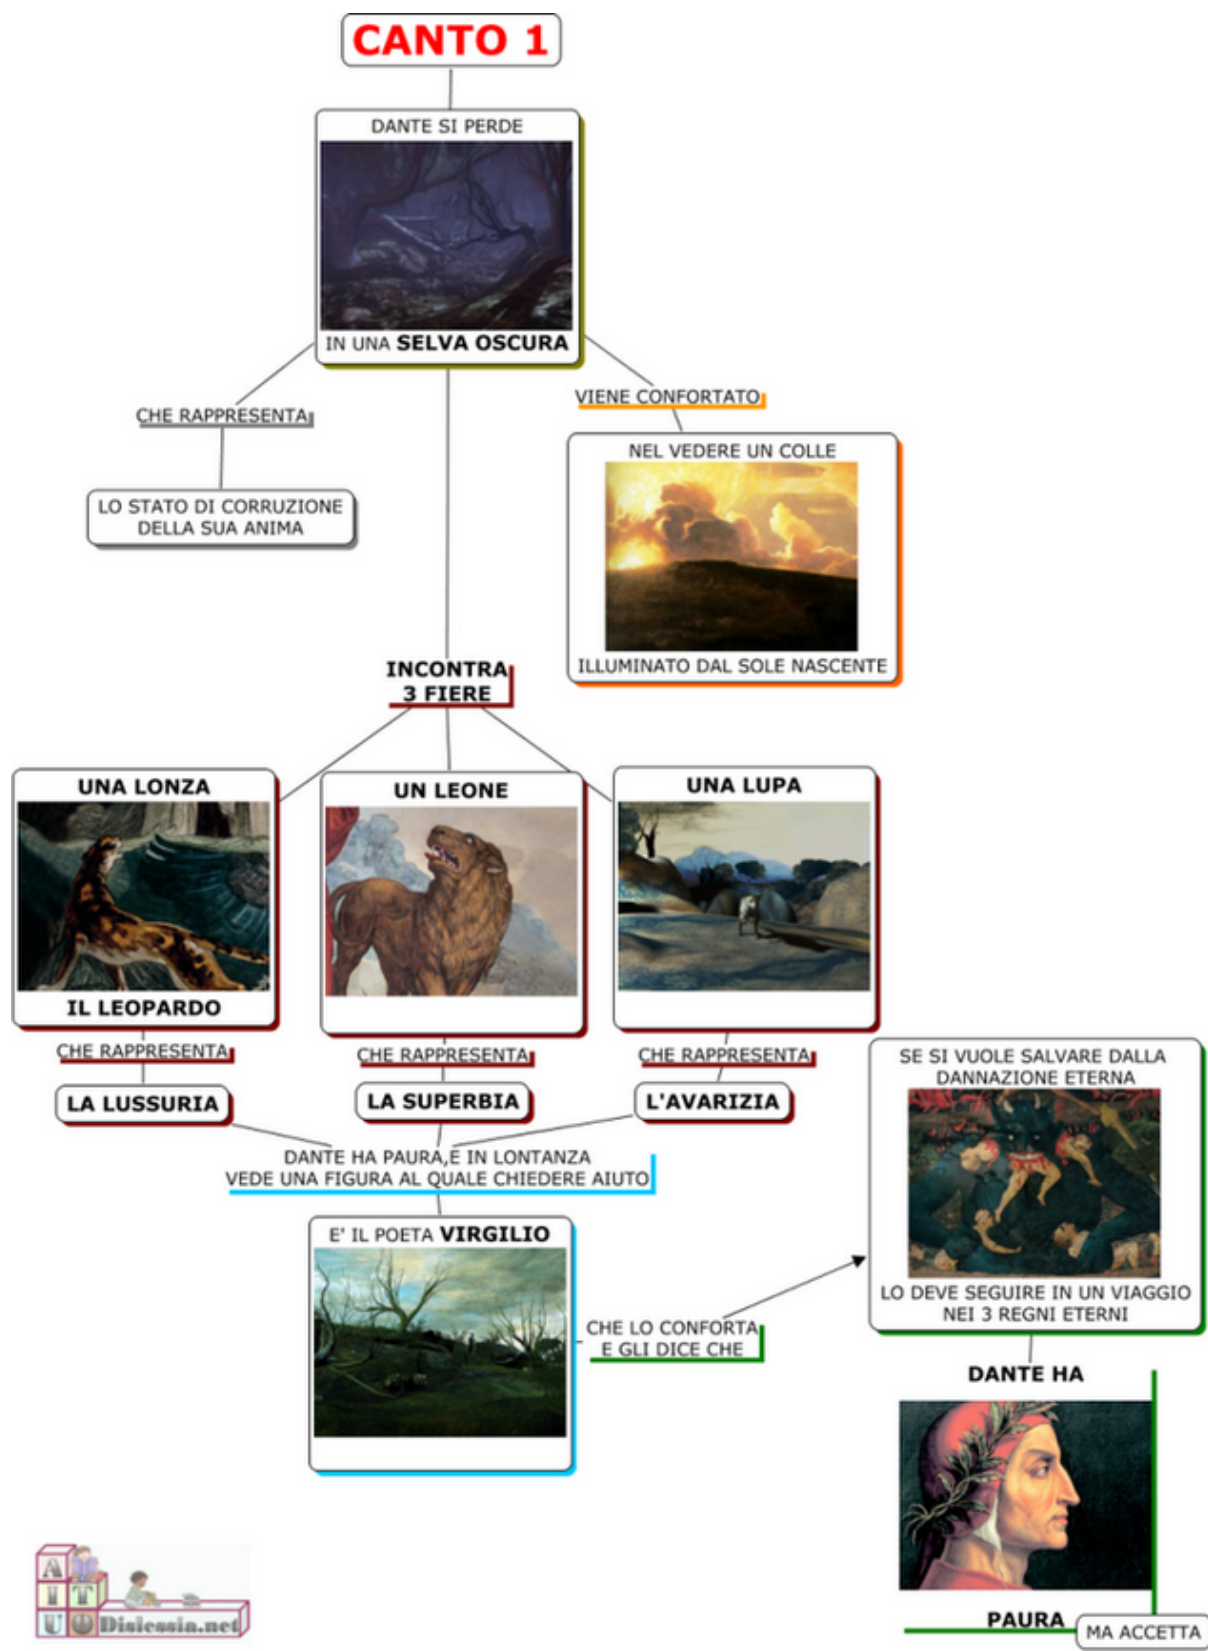 CANTO 1
DANTE SI PERDE
IN UNA SELVA OSCURA
CHE RAPPRESENTA
LO STATO DI CORRUZIONE
DELLA SUA ANIMA
VIENE CONFORTATO
NEL VEDERE UN COLLE
ILLUMINATO DAL SOLE NASCENTE
INCONTRA
3 FIERE
UNA LONZA
IL LEOPARDO
CHE RAPPRESENTA
LA LUSSURIA
UN LEONE
CHE RAPPRESENTA
LA SUPERBIA
UNA LUPA
CHE RAPPRESENTA
L'AVARIZIA
DANTE HA PAURA,E IN LONTANZA
VEDE UNA FIGURA AL QUALE CHIEDERE AIUTO
E' IL POETA VIRGILIO
CHE LO CONFORTA
E GLI DICE CHE
SE SI VUOLE SALVARE DALLA
DANNAZIONE ETERNA
LO DEVE SEGUIRE IN UN VIAGGIO
NEI 3 REGNI ETERNI
DANTE HA
PAURA
MA ACCETTA
A
I T
U O Dislessia.net